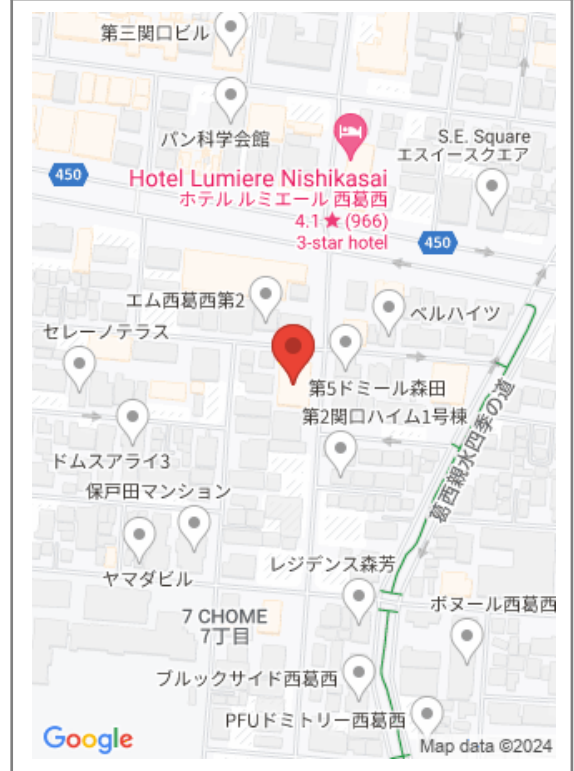 第三関口ビル
パン科学会館
S.E. Square
エスイースクエア
450
Hotel Lumiere Nishikasai
ホテル ルミエール 西葛西
4.1★(966)
3-star hotel
450
エム西葛西第2
ベルハイツ
セレーノテラス
第5ドミール森田
第2関口ハイム1号棟
葛西親水四季の道
ドムスアライ3
保戸田マンション
ヤマダビル
レジデンス森芳
7 CHOME
7丁目
ボヌール西葛西
ブルックサイド西葛西
PFUドミトリー西葛西
Google
Map data ©2024